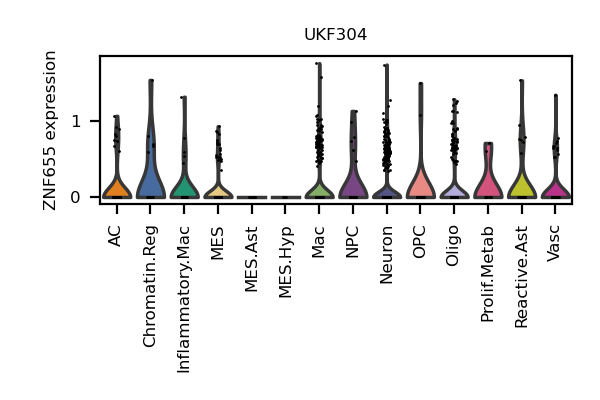 UKF304
ZNF655 expression
1
0
AC
Chromatin.Reg
Inflammatory.Mac
MES
MES.Ast
MES.Hyp
Mac
NPC
Neuron
OPC
Oligo
Prolif.Metab
Reactive.Ast
Vasc